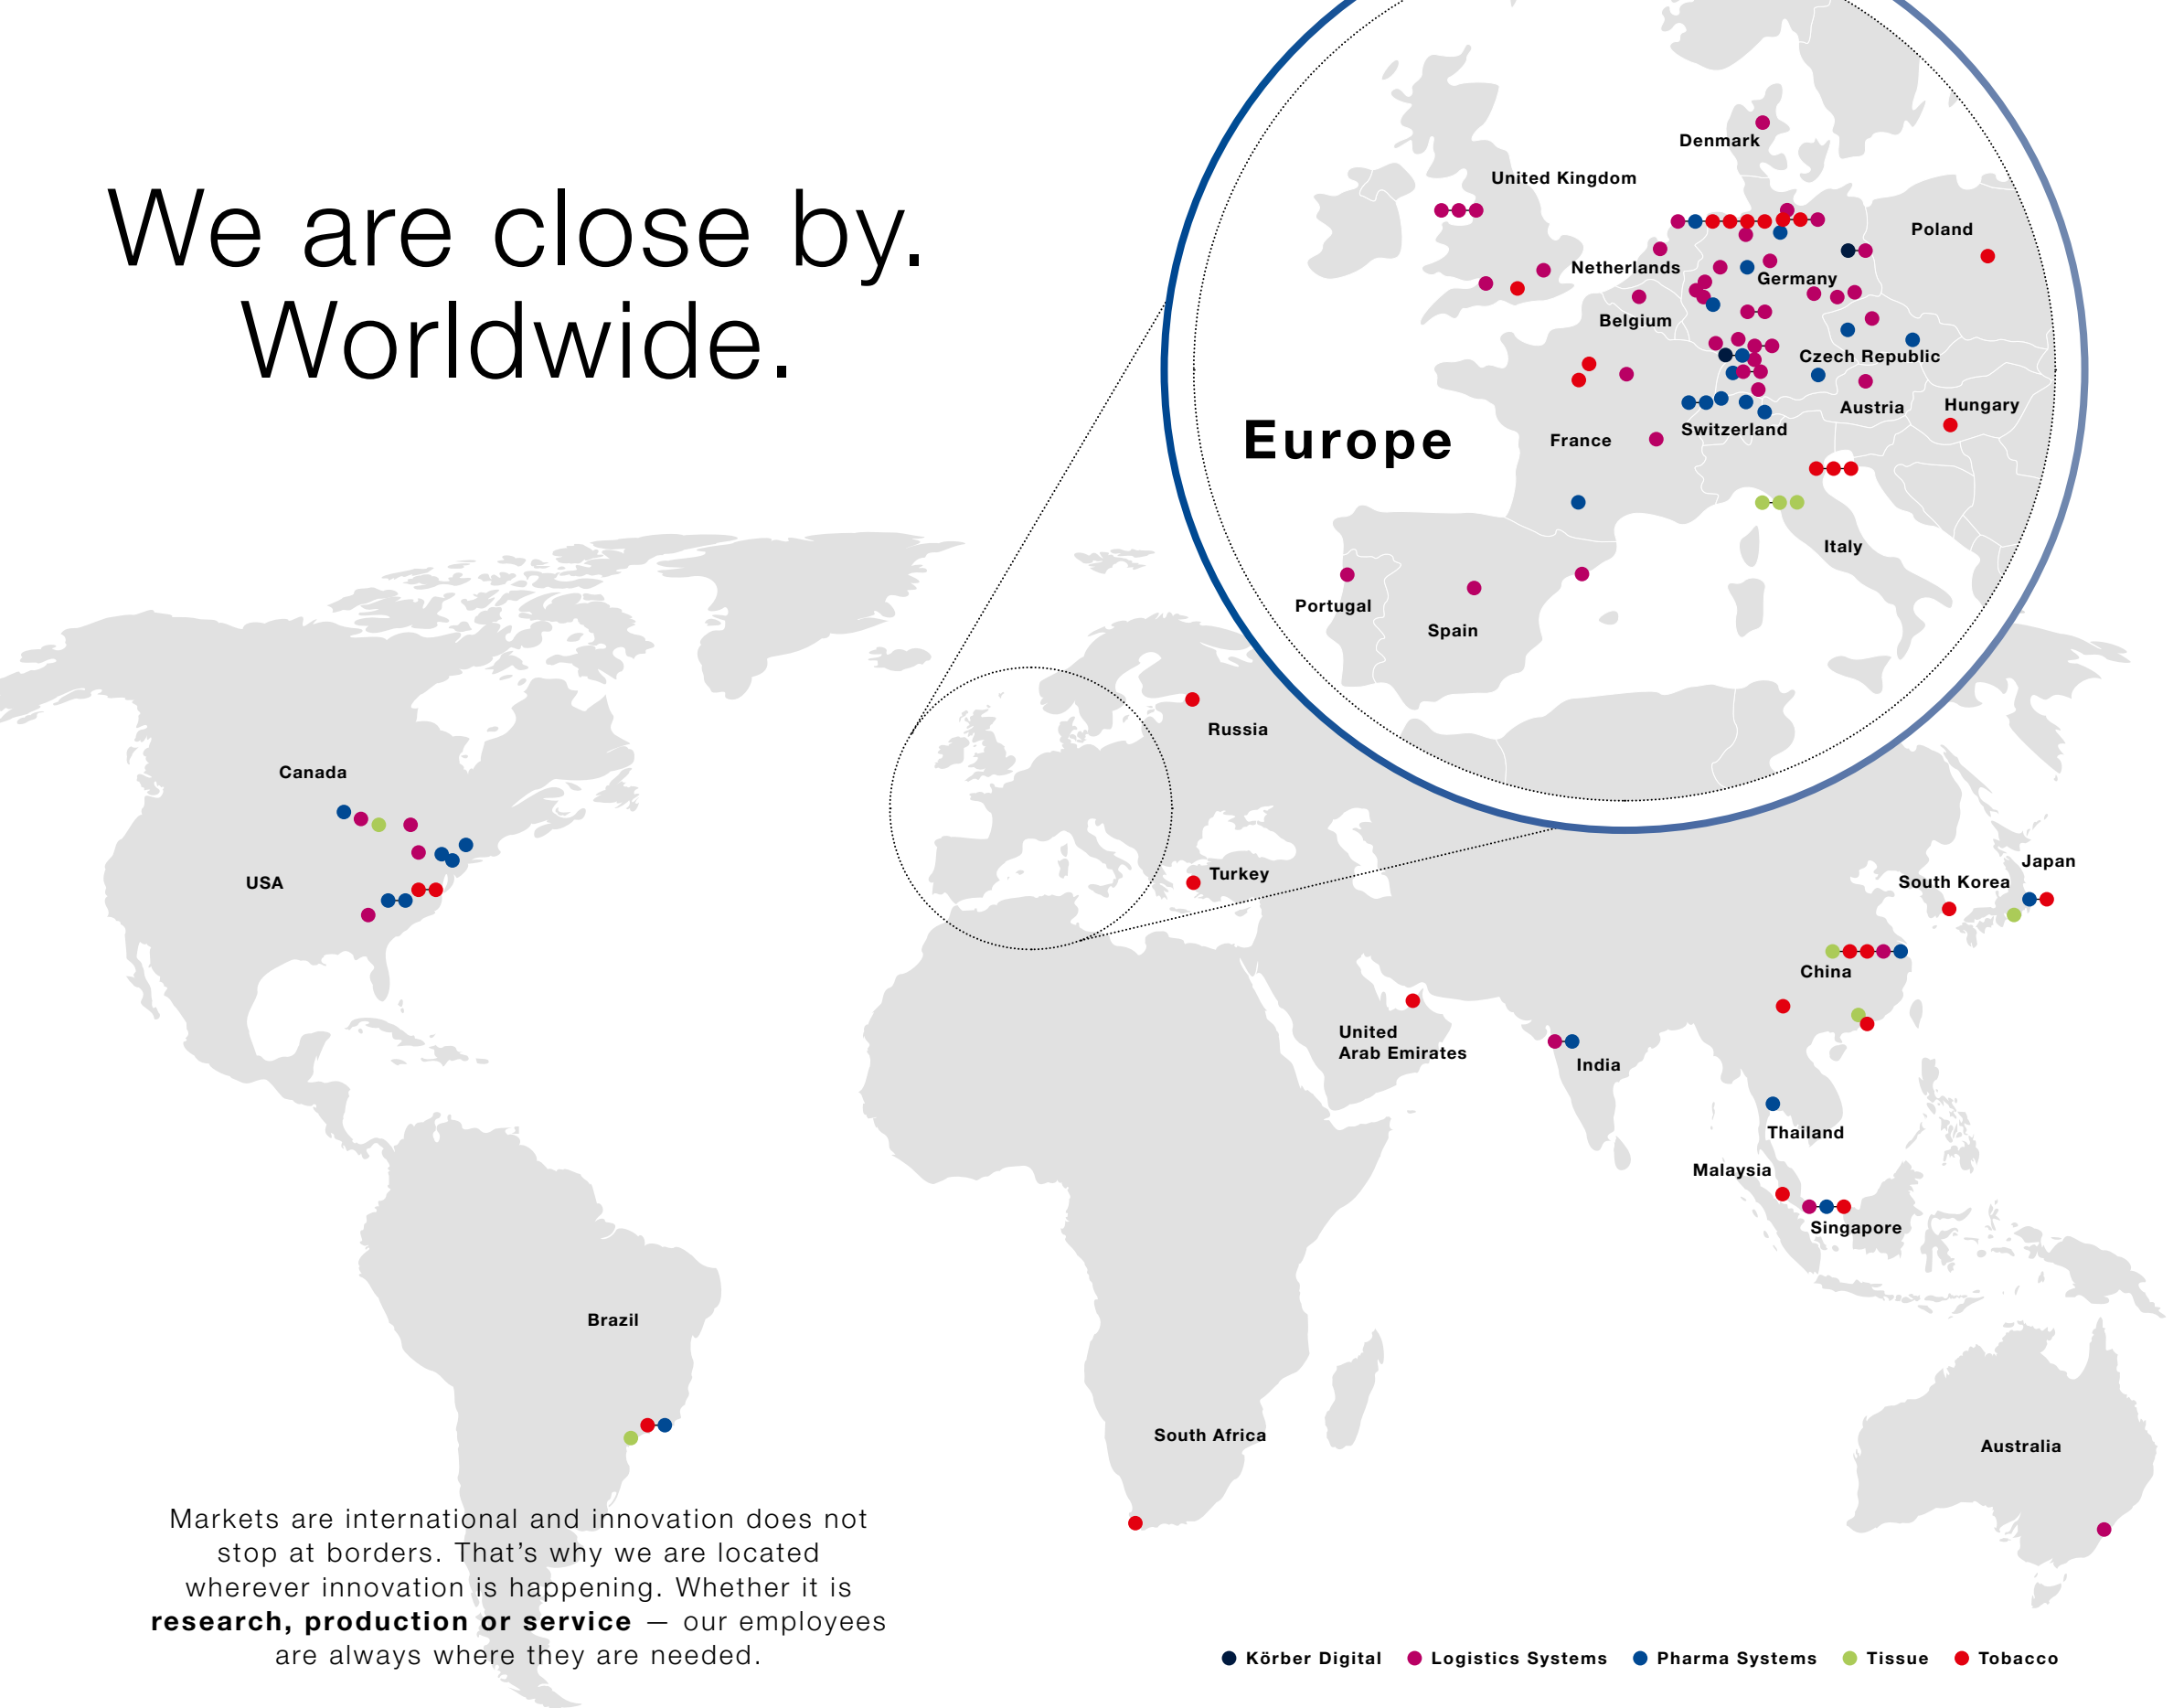 We are close by.
Worldwide.
Denmark
United Kingdom
Poland
Netherlands
Germany
Belgium
Czech Republic
Austria
Hungary
Switzerland
France
Europe
Italy
Portugal
Spain
Russia
Canada
Turkey
USA
Japan
South Korea
China
United
Arab Emirates
India
Thailand
Malaysia
Singapore
Brazil
South Africa
Australia
Markets are international and innovation does not
stop at borders. That’s why we are located
wherever innovation is happening. Whether it is
research, production or service — our employees
are always where they are needed.
Körber Digital
Logistics Systems
Pharma Systems
Tissue
Tobacco